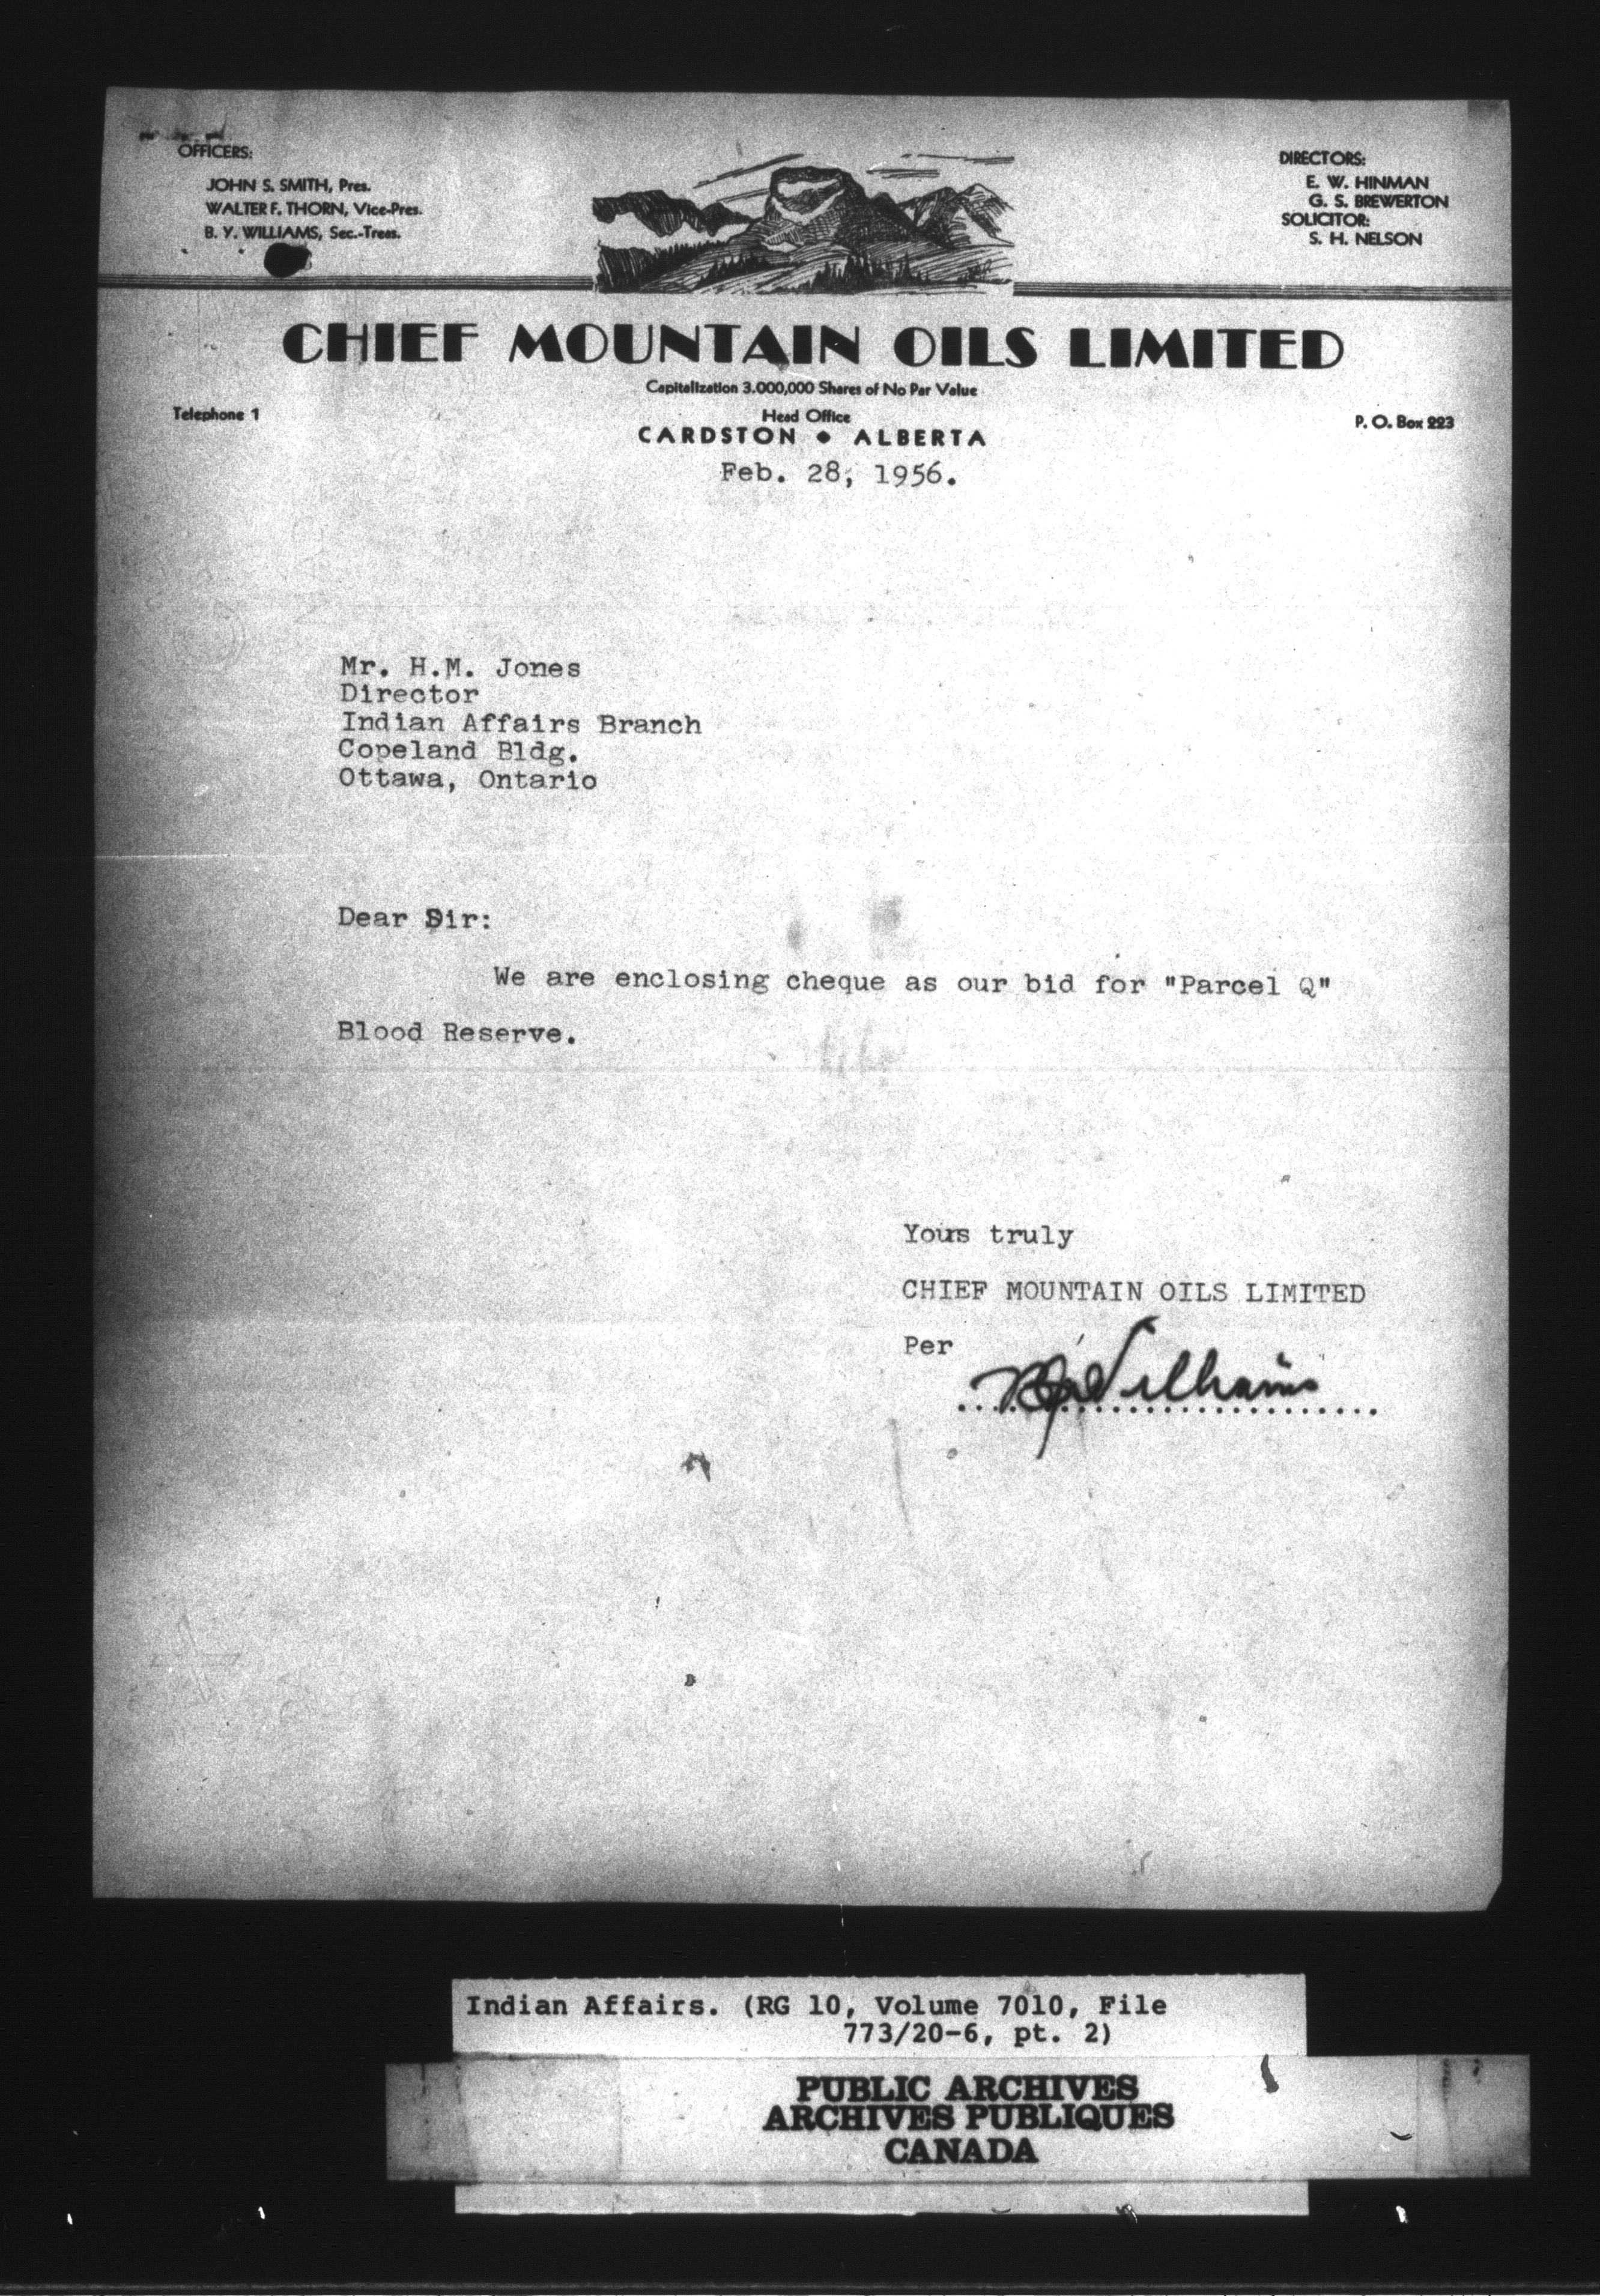 OFFICERS:
JOHN S. SMITH, Pres.
WALTER F. THORN, Vice-Pres.
B. Y. WILLIAMS, Sec.-Treas.
DIRECTORS:
E. W. HINMAN
G. S. BREWERTON
SOLICITOR:
S. H. NELSON
CHIEF MOUNTAIN OILS LIMITED
Capitalization 3.000,000 Shares of No Par Value
Telephone 1
Head Office
P. O. Box 223
CARDSTON • ALBERTA
Feb. 28, 1956.
Mr. H.M. Jones
Director
Indian Affairs Branch
Copeland Bldg.
Ottawa, Ontario
Dear Sir:
We are enclosing cheque as our bid for "Parcel Q"
Blood Reserve.
Yours truly
CHIEF MOUNTAIN OILS LIMITED
Per
B Y Williams
Indian Affairs. (RG 10, Volume 7010, File
773/20-6, pt. 2)
PUBLIC ARCHIVES
ARCHIVES PUBLIQUES
CANADA